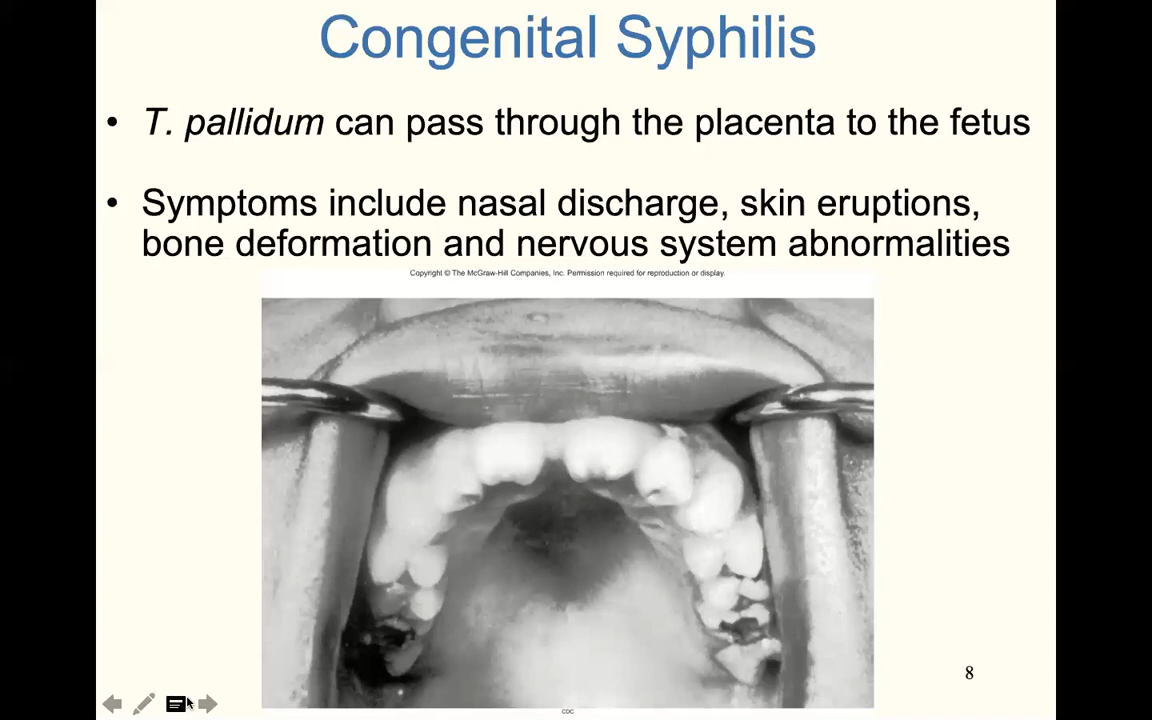 Congenital Syphilis
• T. pallidum can pass through the placenta to the fetus
• Symptoms include nasal discharge, skin eruptions,
bone deformation and nervous system abnormalities
Copyright © The McGraw-Hill Companies, Inc. Permission required for reproduction or display.
8
CDC